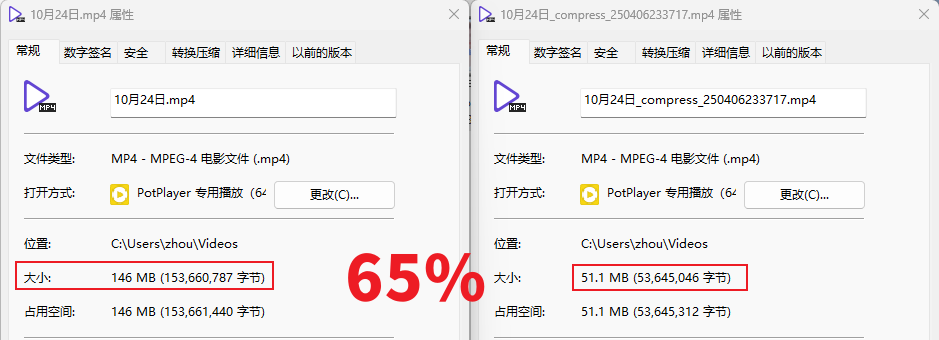 10月24日.mp4 属性
常规 数字签名 安全 转换压缩 详细信息 以前的版本
MP4
10月24日.mp4
文件类型: MP4 - MPEG-4 电影文件 (.mp4)
打开方式: PotPlayer 专用播放（64 更改(C)...
位置: C:\Users\zhou\Videos
大小: 146 MB (153,660,787 字节)
占用空间: 146 MB (153,661,440 字节)
65%
10月24日_compress_250406233717.mp4 属性
常规 数字签名 安全 转换压缩 详细信息 以前的版本
MP4
10月24日_compress_250406233717.mp4
文件类型: MP4 - MPEG-4 电影文件 (.mp4)
打开方式: PotPlayer 专用播放（64 更改(C)...
位置: C:\Users\zhou\Videos
大小: 51.1 MB (53,645,046 字节)
占用空间: 51.1 MB (53,645,312 字节)